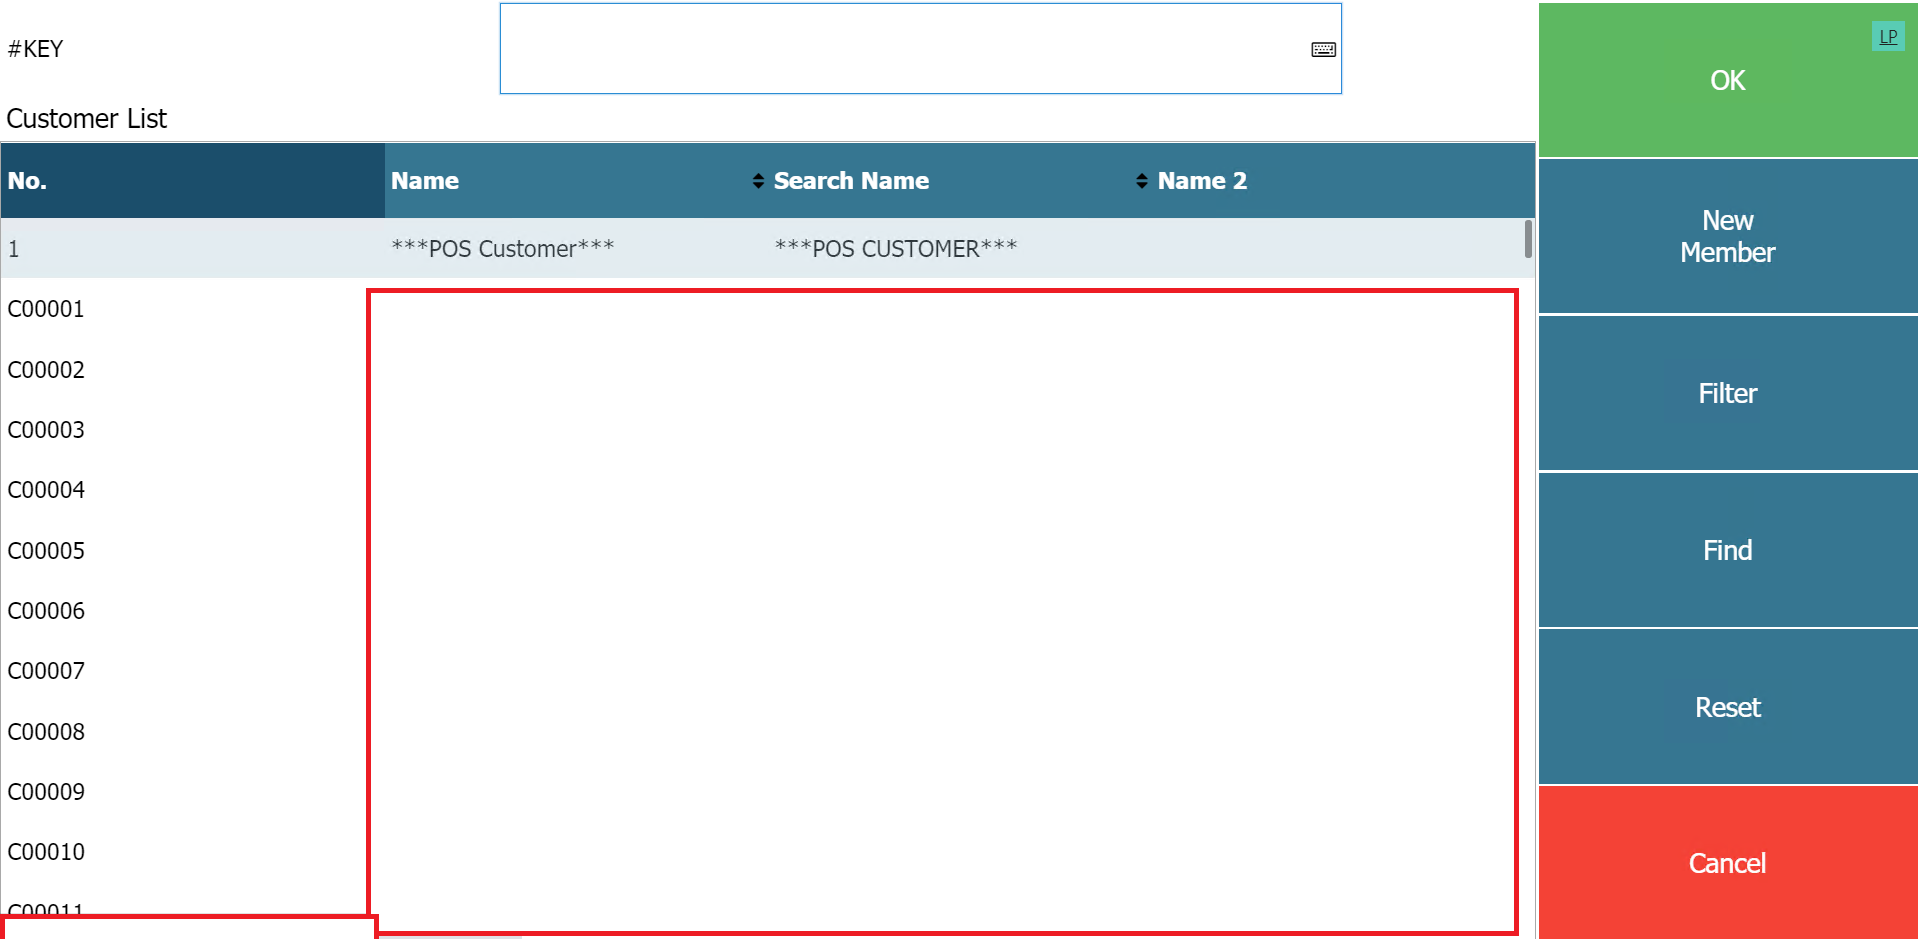 #KEY
LP
OK
Customer List
No. Name Search Name Name 2
1 ***POS Customer*** ***POS CUSTOMER***
New
Member
C00001
C00002
Filter
C00003
C00004
C00005
Find
C00006
C00007
Reset
C00008
C00009
C00010
Cancel
C00011